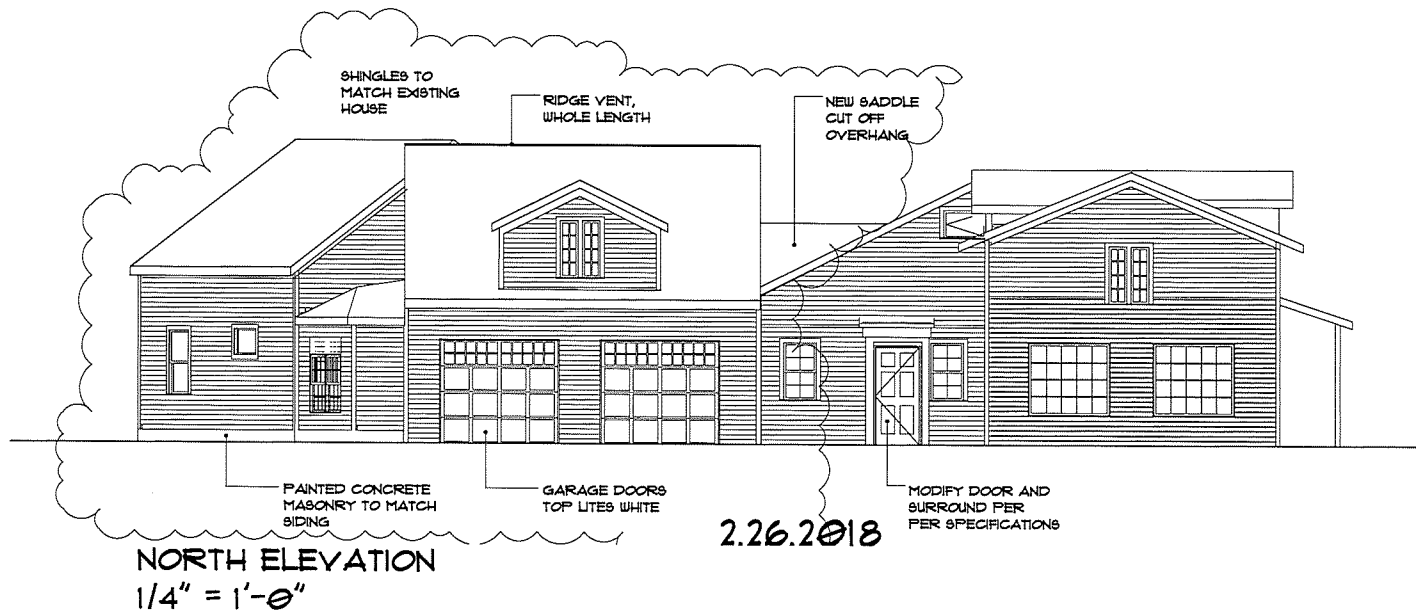 SHINGLES TO
MATCH EXISTING
HOUSE
RIDGE VENT,
WHOLE LENGTH
NEW SADDLE
CUT OFF
OVERHANG
PAINTED CONCRETE
MASONRY TO MATCH
SIDING
GARAGE DOORS
TOP LITES WHITE
MODIFY DOOR AND
SURROUND PER
PER SPECIFICATIONS
2.26.2018
NORTH ELEVATION
1/4" = 1'-0"